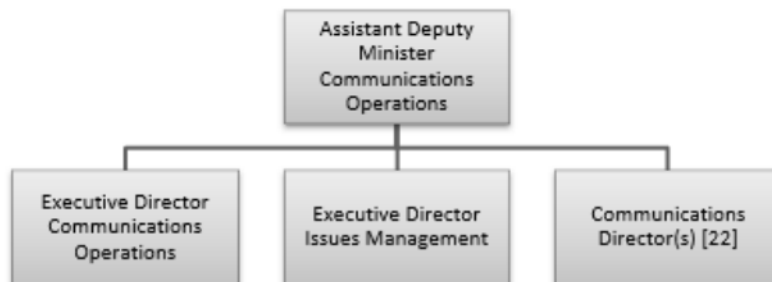 Assistant Deputy
Minister
Communications
Operations
Executive Director
Communications
Operations
Executive Director
Issues Management
Communications
Director(s) [22]